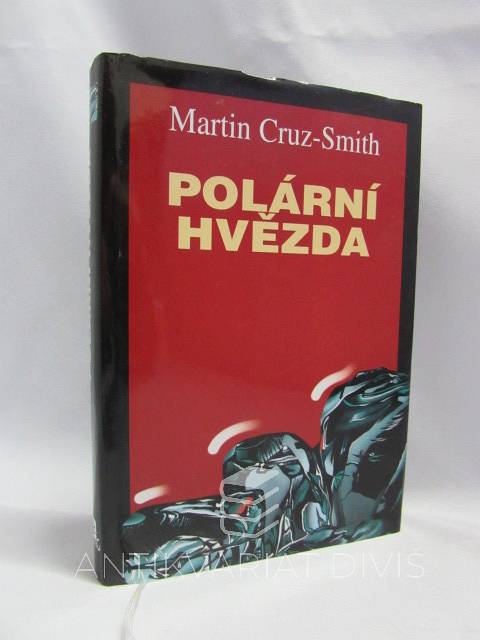 Martin Cruz-Smith
POLÁRNÍ
HVĚZDA
ANTIKVARIÁT DIVIŠ